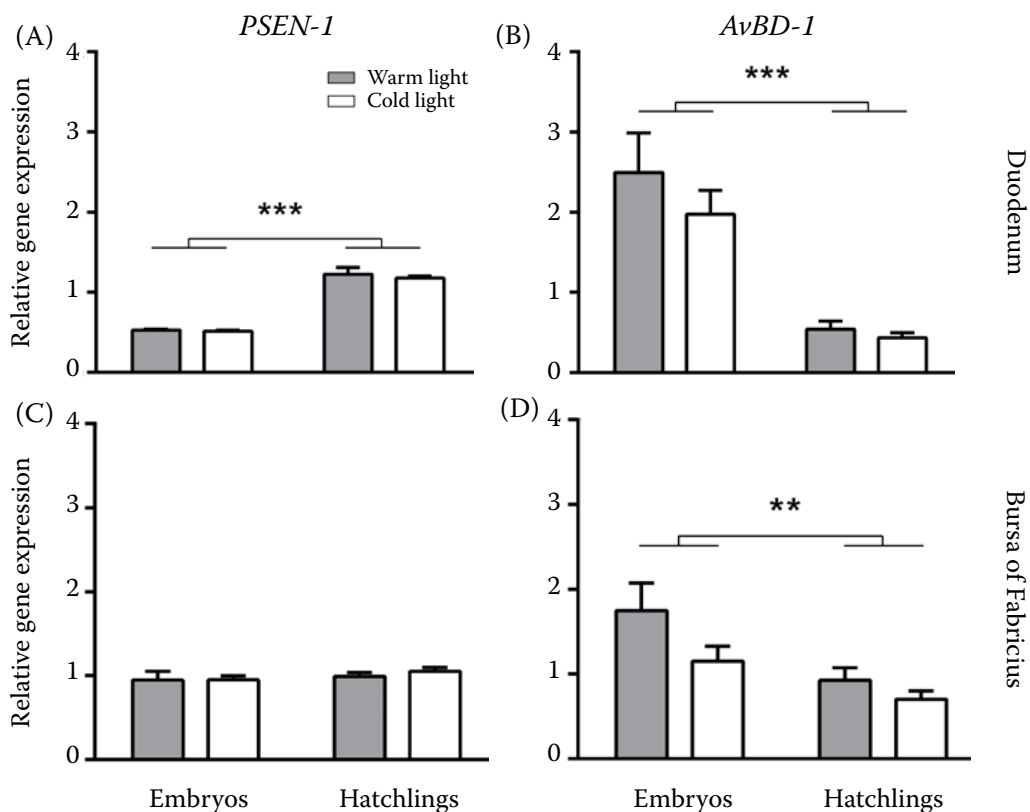 (A)
PSEN-1
4
3
2
1
0
Relative gene expression
Warm light
Cold light
***
(B)
AvBD-1
4
3
2
1
0
***
Duodenum
(C)
4
3
2
1
0
Relative gene expression
Embryos
Hatchlings
(D)
4
3
2
1
0
**
Embryos
Hatchlings
Bursa of Fabricius